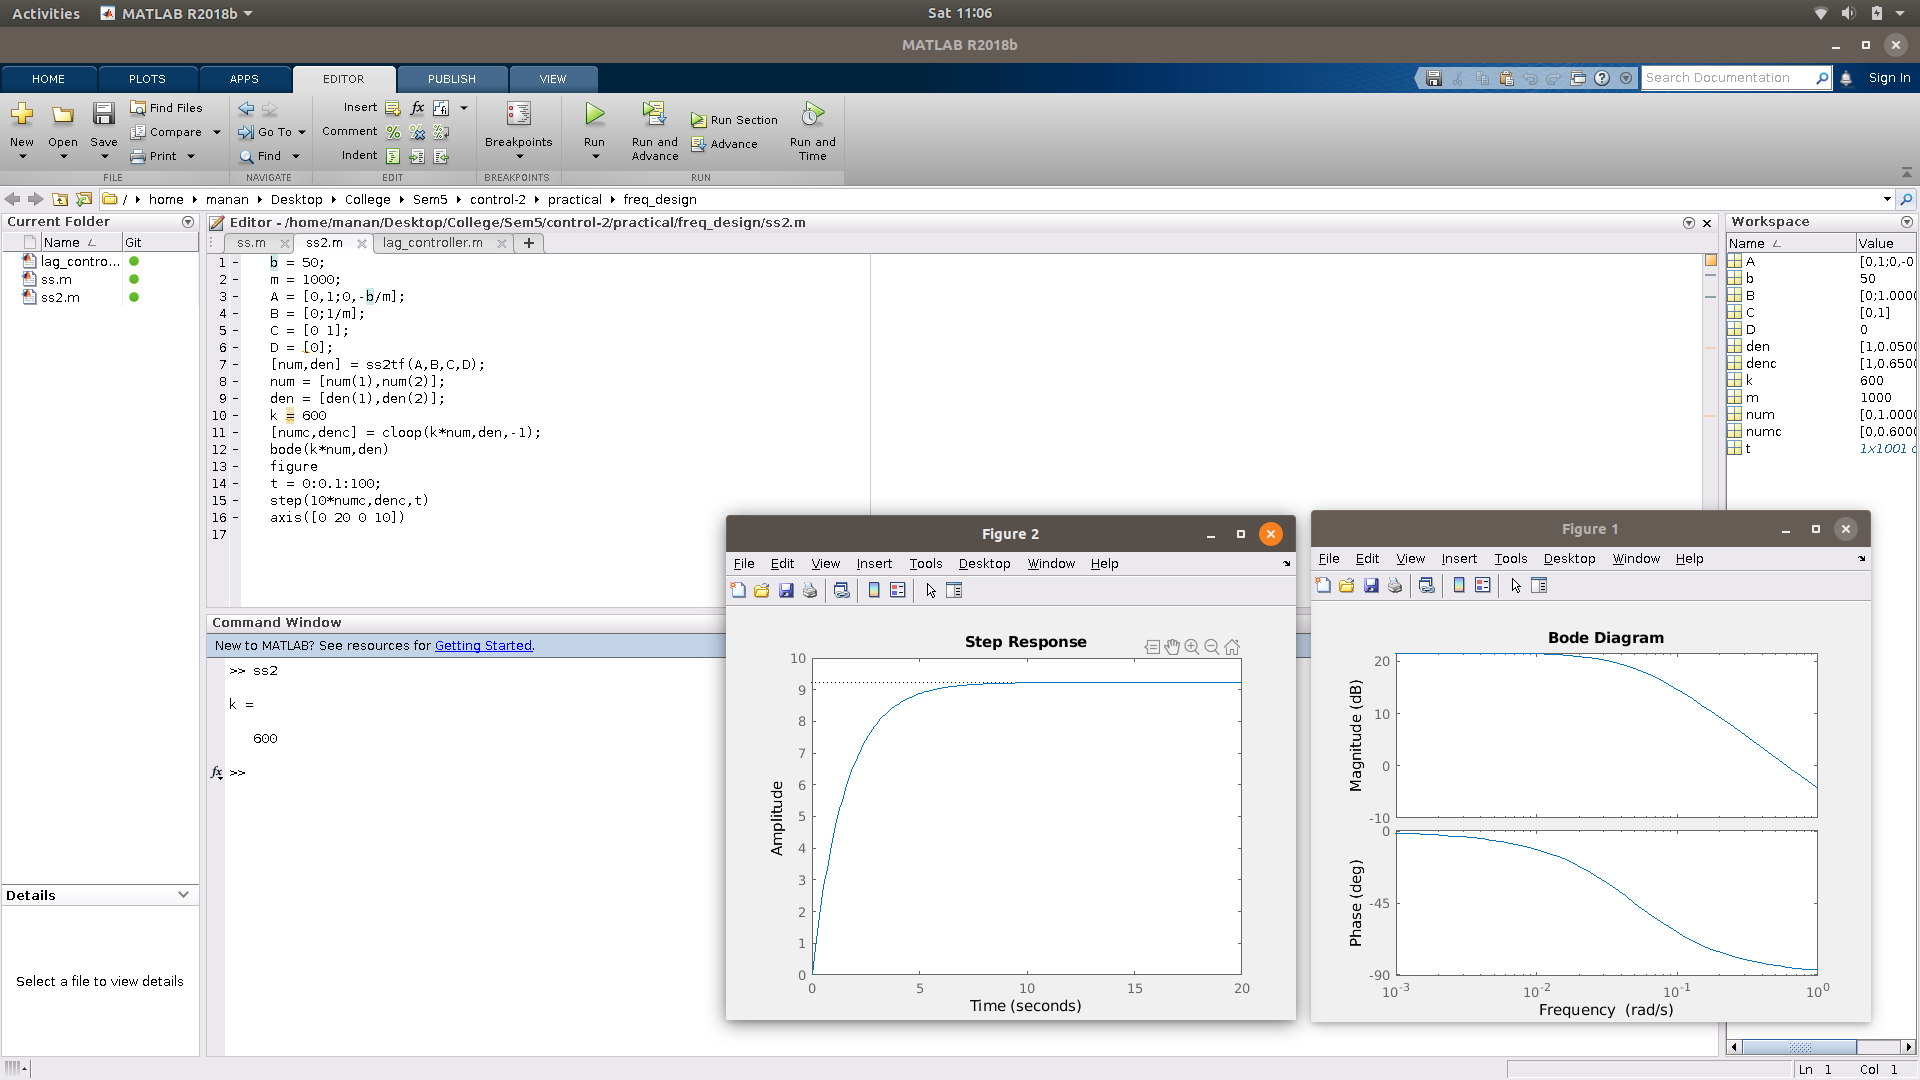 Activities MATLAB R2018b
Sat 11:06
MATLAB R2018b
HOME PLOTS APPS EDITOR PUBLISH VIEW
Search Documentation
Sign In
New Open Save
Find Files
Compare
Print
FILE
Go To
Find
NAVIGATE
Insert fx
Comment
Indent
EDIT
Breakpoints
BREAKPOINTS
Run
Run and Advance
Run Section
Advance
Run and Time
RUN
/ home manan Desktop College Sem5 control-2 practical freq_design
Current Folder
Name Git
lag_contro...
ss.m
ss2.m
Details
Select a file to view details
Editor - /home/manan/Desktop/College/Sem5/control-2/practical/freq_design/ss2.m
ss.m ss2.m lag_controller.m +
1 - b = 50;
2 - m = 1000;
3 - A = [0,1;0,-b/m];
4 - B = [0;1/m];
5 - C = [0 1];
6 - D = [0];
7 - [num,den] = ss2tf(A,B,C,D);
8 - num = [num(1),num(2)];
9 - den = [den(1),den(2)];
10 - k = 600
11 - [numc,denc] = cloop(k*num,den,-1);
12 - bode(k*num,den)
13 - figure
14 - t = 0:0.1:100;
15 - step(10*numc,denc,t)
16 - axis([0 20 0 10])
17
Command Window
New to MATLAB? See resources for Getting Started.
>> ss2
k =
600
fx >>
Workspace
Name Value
A [0,1;0,-0
b 50
B [0;1.0000
C [0,1]
D 0
den [1,0.0500
denc [1,0.6500
k 600
m 1000
num [0,1.0000
numc [0,0.6000
t 1x1001 d
Figure 2
File Edit View Insert Tools Desktop Window Help
Step Response
10
9
8
7
6
5
4
3
2
1
0
Amplitude
0 5 10 15 20
Time (seconds)
Figure 1
File Edit View Insert Tools Desktop Window Help
Bode Diagram
20
10
0
-10
Magnitude (dB)
0
-45
-90
Phase (deg)
10^-3 10^-2 10^-1 10^0
Frequency (rad/s)
Ln 1 Col 1